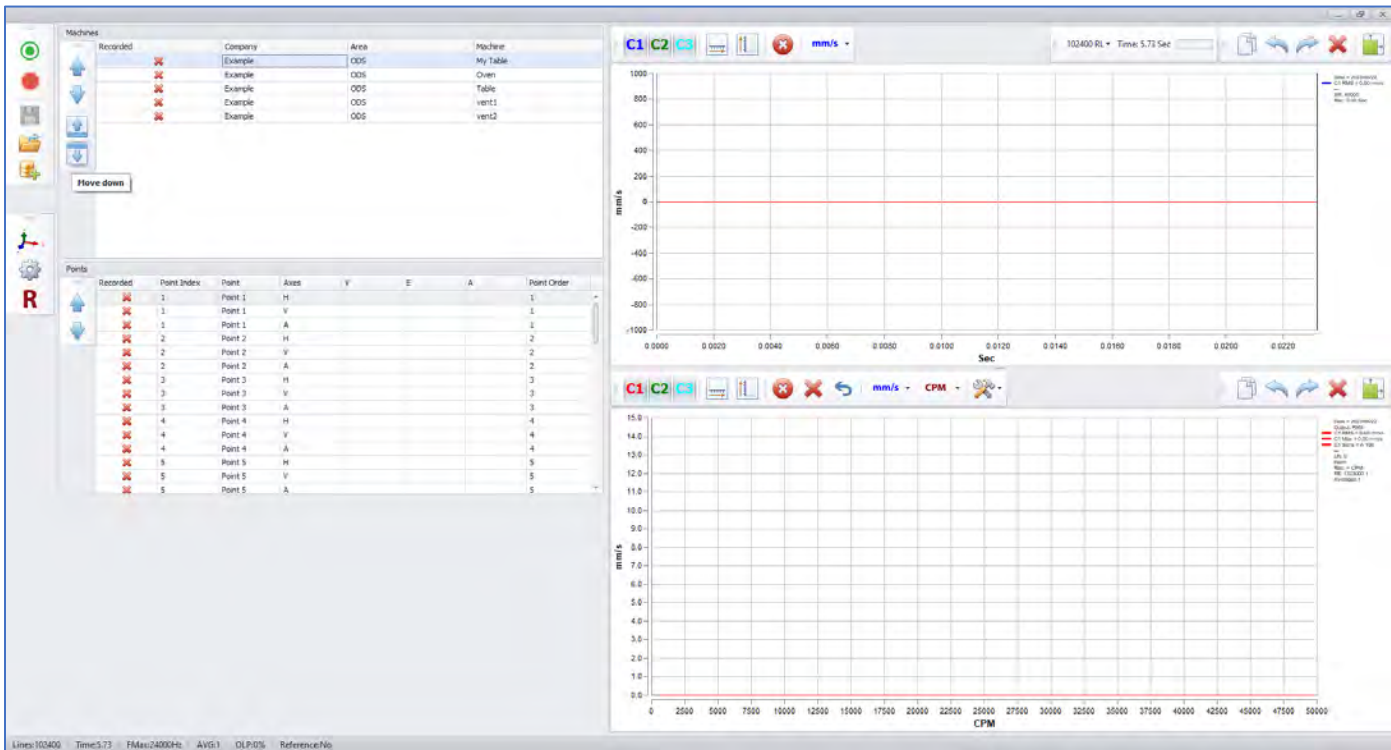 Machines
Recorded Company Area Machine
Example ODS My Table
Example ODS Oven
Example ODS Table
Example ODS vent1
Example ODS vent2
Move down
R
Points
Recorded Point Index Point Axes V E A Point Order
1 Point 1 H 1
1 Point 1 V 1
1 Point 1 A 1
2 Point 2 H 2
2 Point 2 V 2
2 Point 2 A 2
3 Point 3 H 3
3 Point 3 V 3
3 Point 3 A 3
4 Point 4 H 4
4 Point 4 V 4
4 Point 4 A 4
5 Point 5 H 5
5 Point 5 V 5
5 Point 5 A 5
C1 C2 C3 mm/s 102400 RL Time: 5.73 Sec
1000
800
600
400
200
0
-200
-400
-600
-800
-1000
mm/s
0.0000 0.0020 0.0040 0.0060 0.0080 0.0100 0.0120 0.0140 0.0160 0.0180 0.0200 0.0220
Sec
C1 C2 C3 mm/s CPM
15.0
14.0
13.0
12.0
11.0
10.0
9.0
8.0
7.0
6.0
5.0
4.0
3.0
2.0
1.0
0.0
mm/s
0 2500 5000 7500 10000 12500 15000 17500 20000 22500 25000 27500 30000 32500 35000 37500 40000 42500 45000 47500 50000
CPM
Lines:102400 Time:5.73 FMax:24000Hz AVG:1 OLP:0% Reference:No